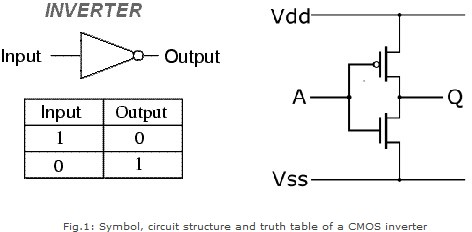 INVERTER
Input Output
Input Output
1 0
0 1
Vdd
A Q
Vss
Fig.1: Symbol, circuit structure and truth table of a CMOS inverter